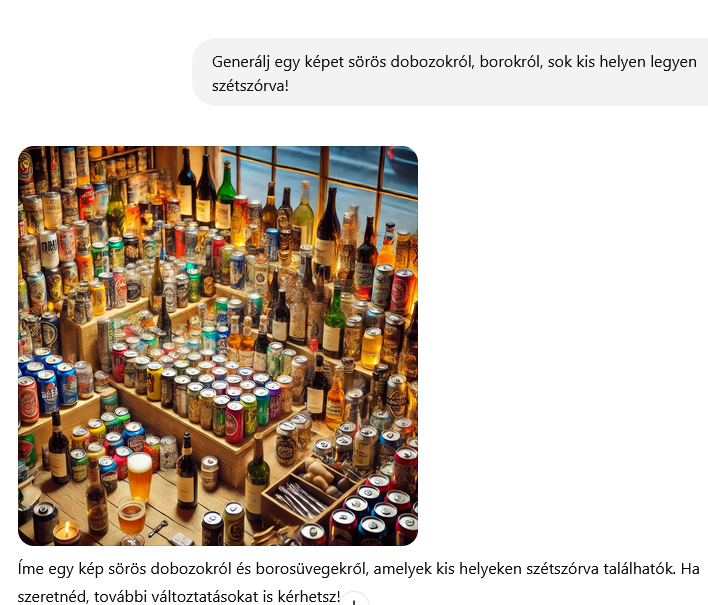 Generálj egy képet sörös dobozokról, borokról, sok kis helyen legyen
szétszórva!
Íme egy kép sörös dobozokról és borosüvegekről, amelyek kis helyeken szétszórva találhatók. Ha
szeretnéd, további változtatásokat is kérhetsz!